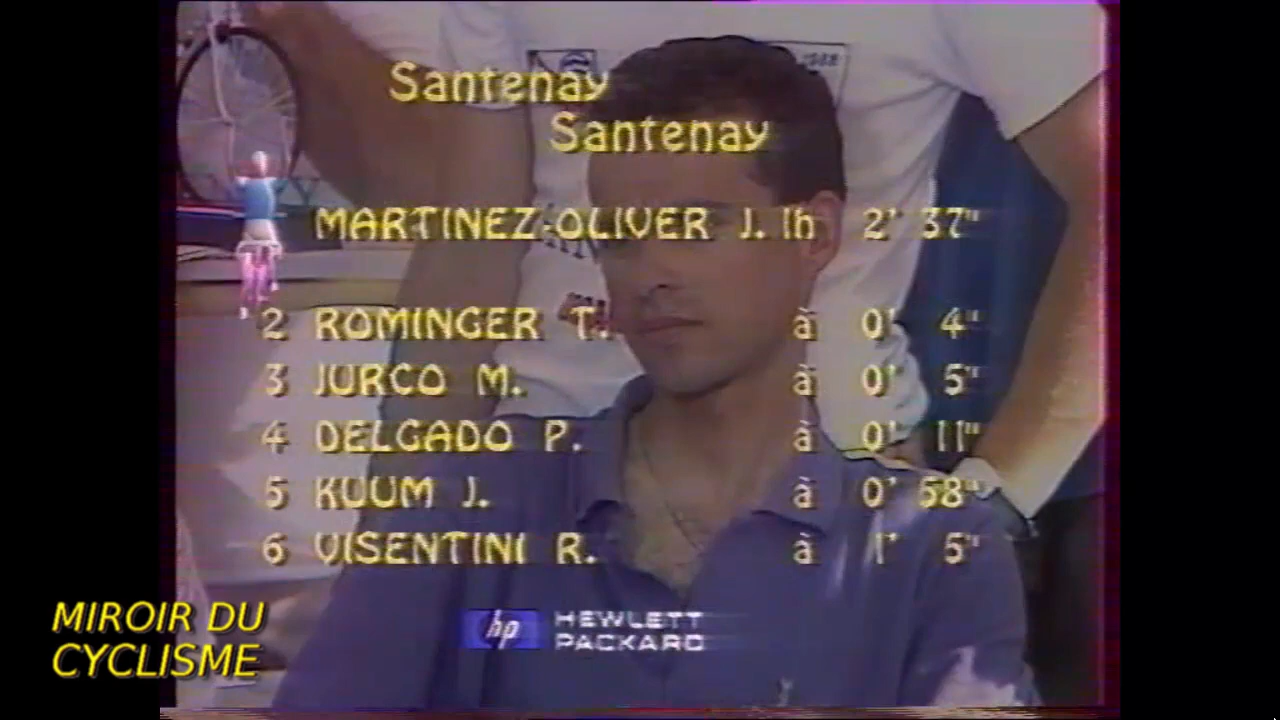 1988
Santenay
Santenay
MARTINEZ-OLIVER J. 1h 2' 37"
2 ROMINGER T. à 0' 4"
3 JURCO M. à 0' 5"
4 DELGADO P. à 0' 11"
5 KUUM J. à 0' 58"
6 VISENTINI R. à 1' 5"
hp HEWLETT
PACKARD
MIROIR DU
CYCLISME